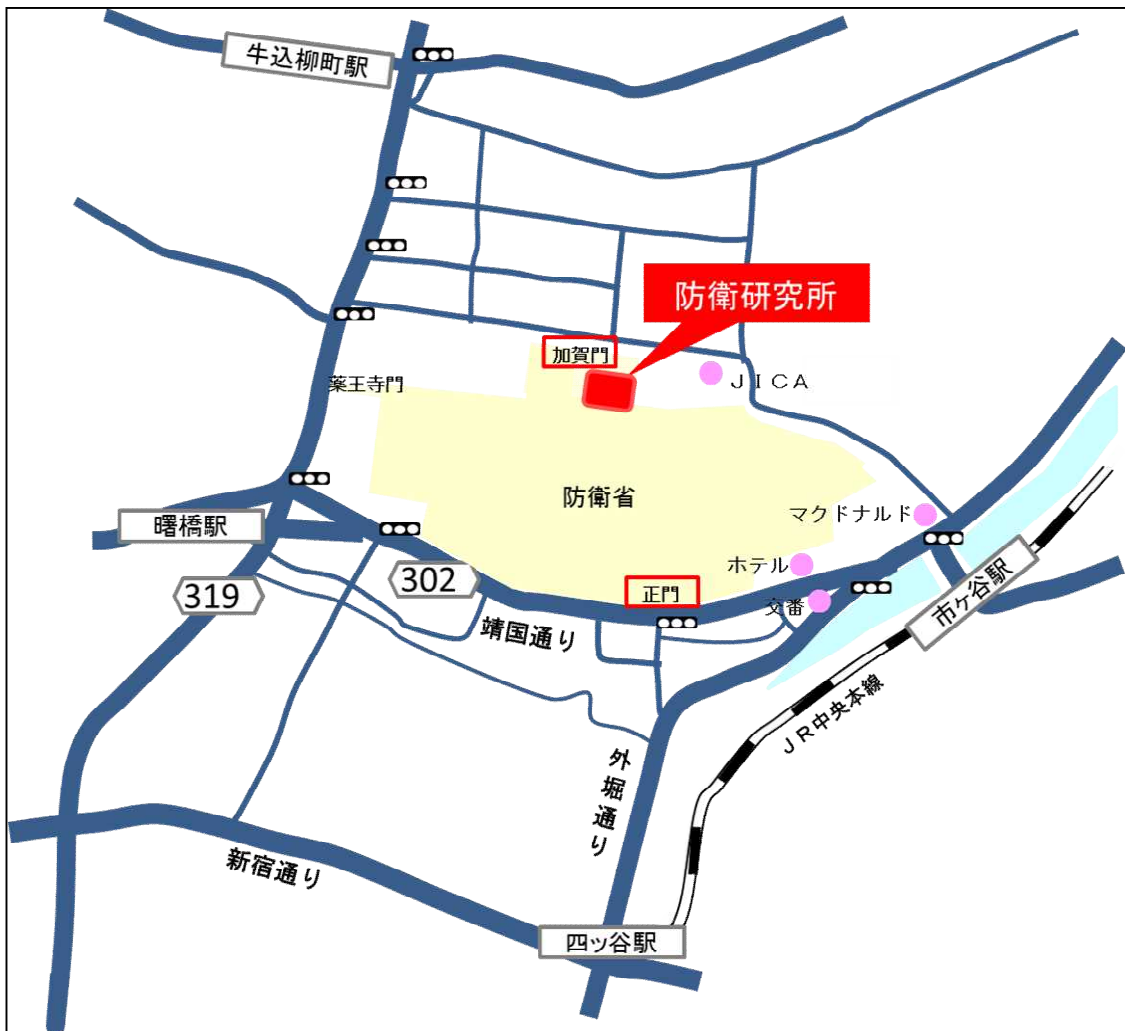 牛込柳町駅
防衛研究所
加賀門
ＪＩＣＡ
薬王寺門
防衛省
マクドナルド
曙橋駅
ホテル
302
正門
319
交番
市ヶ谷駅
靖国通り
ＪＲ中央本線
外堀通り
新宿通り
四ッ谷駅